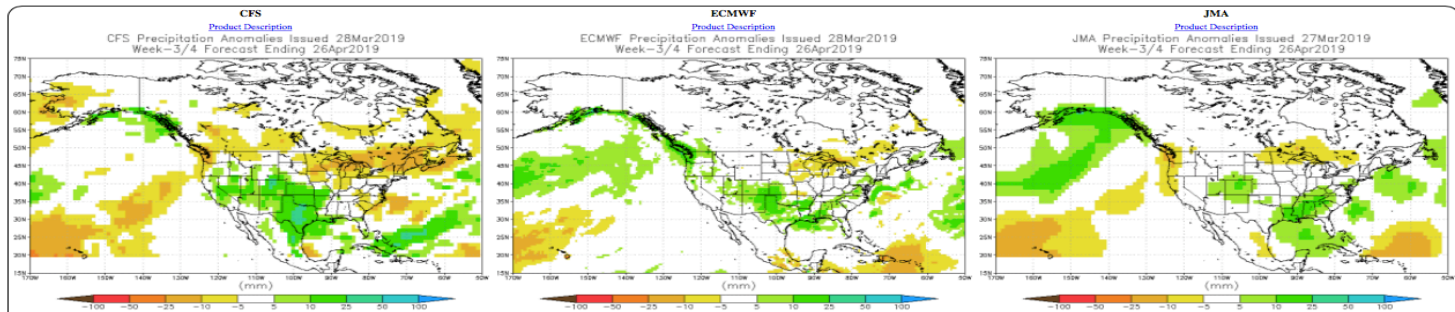 CFS
Product Description
CFS Precipitation Anomalies Issued 28Mar2019
Week-3/4 Forecast Ending 26Apr2019
75N
70N
65N
60N
55N
50N
45N
40N
35N
30N
25N
20N
15N
170W 160W 150W 140W 130W 120W 110W 100W 90W 80W 70W 60W 50W
(mm)
-100 -50 -25 -10 -5 5 10 25 50 100
ECMWF
Product Description
ECMWF Precipitation Anomalies Issued 28Mar2019
Week-3/4 Forecast Ending 26Apr2019
75N
70N
65N
60N
55N
50N
45N
40N
35N
30N
25N
20N
15N
170W 160W 150W 140W 130W 120W 110W 100W 90W 80W 70W 60W 50W
(mm)
-100 -50 -25 -10 -5 5 10 25 50 100
JMA
Product Description
JMA Precipitation Anomalies Issued 27Mar2019
Week-3/4 Forecast Ending 26Apr2019
75N
70N
65N
60N
55N
50N
45N
40N
35N
30N
25N
20N
15N
170W 160W 150W 140W 130W 120W 110W 100W 90W 80W 70W 60W 50W
(mm)
-100 -50 -25 -10 -5 5 10 25 50 100